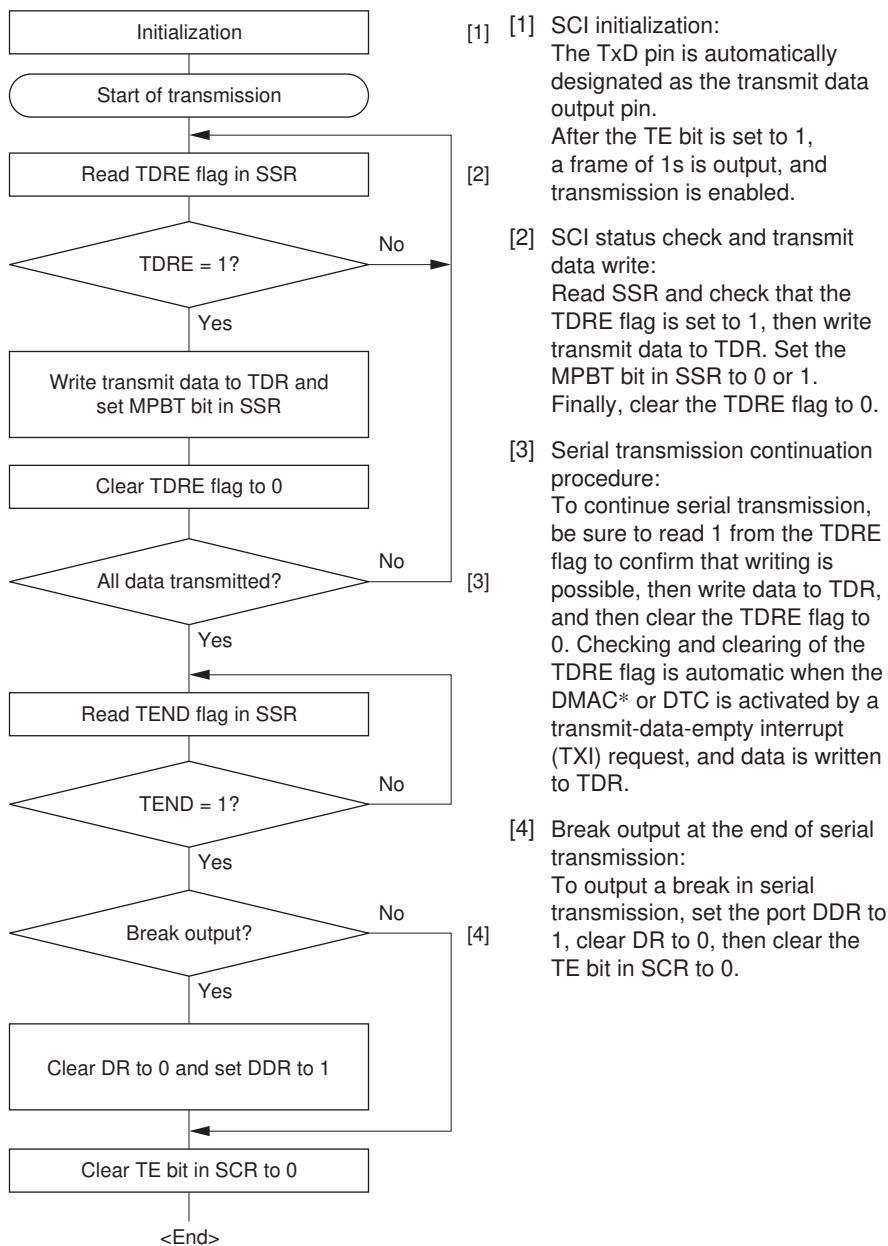 Initialization
[1]
Start of transmission
Read TDRE flag in SSR
[2]
TDRE = 1?
No
Yes
Write transmit data to TDR and
set MPBT bit in SSR
Clear TDRE flag to 0
All data transmitted?
No
[3]
Yes
Read TEND flag in SSR
TEND = 1?
No
Yes
Break output?
No
[4]
Yes
Clear DR to 0 and set DDR to 1
Clear TE bit in SCR to 0
<End>
[1] SCI initialization:
The TxD pin is automatically
designated as the transmit data
output pin.
After the TE bit is set to 1,
a frame of 1s is output, and
transmission is enabled.
[2] SCI status check and transmit
data write:
Read SSR and check that the
TDRE flag is set to 1, then write
transmit data to TDR. Set the
MPBT bit in SSR to 0 or 1.
Finally, clear the TDRE flag to 0.
[3] Serial transmission continuation
procedure:
To continue serial transmission,
be sure to read 1 from the TDRE
flag to confirm that writing is
possible, then write data to TDR,
and then clear the TDRE flag to
0. Checking and clearing of the
TDRE flag is automatic when the
DMAC* or DTC is activated by a
transmit-data-empty interrupt
(TXI) request, and data is written
to TDR.
[4] Break output at the end of serial
transmission:
To output a break in serial
transmission, set the port DDR to
1, clear DR to 0, then clear the
TE bit in SCR to 0.